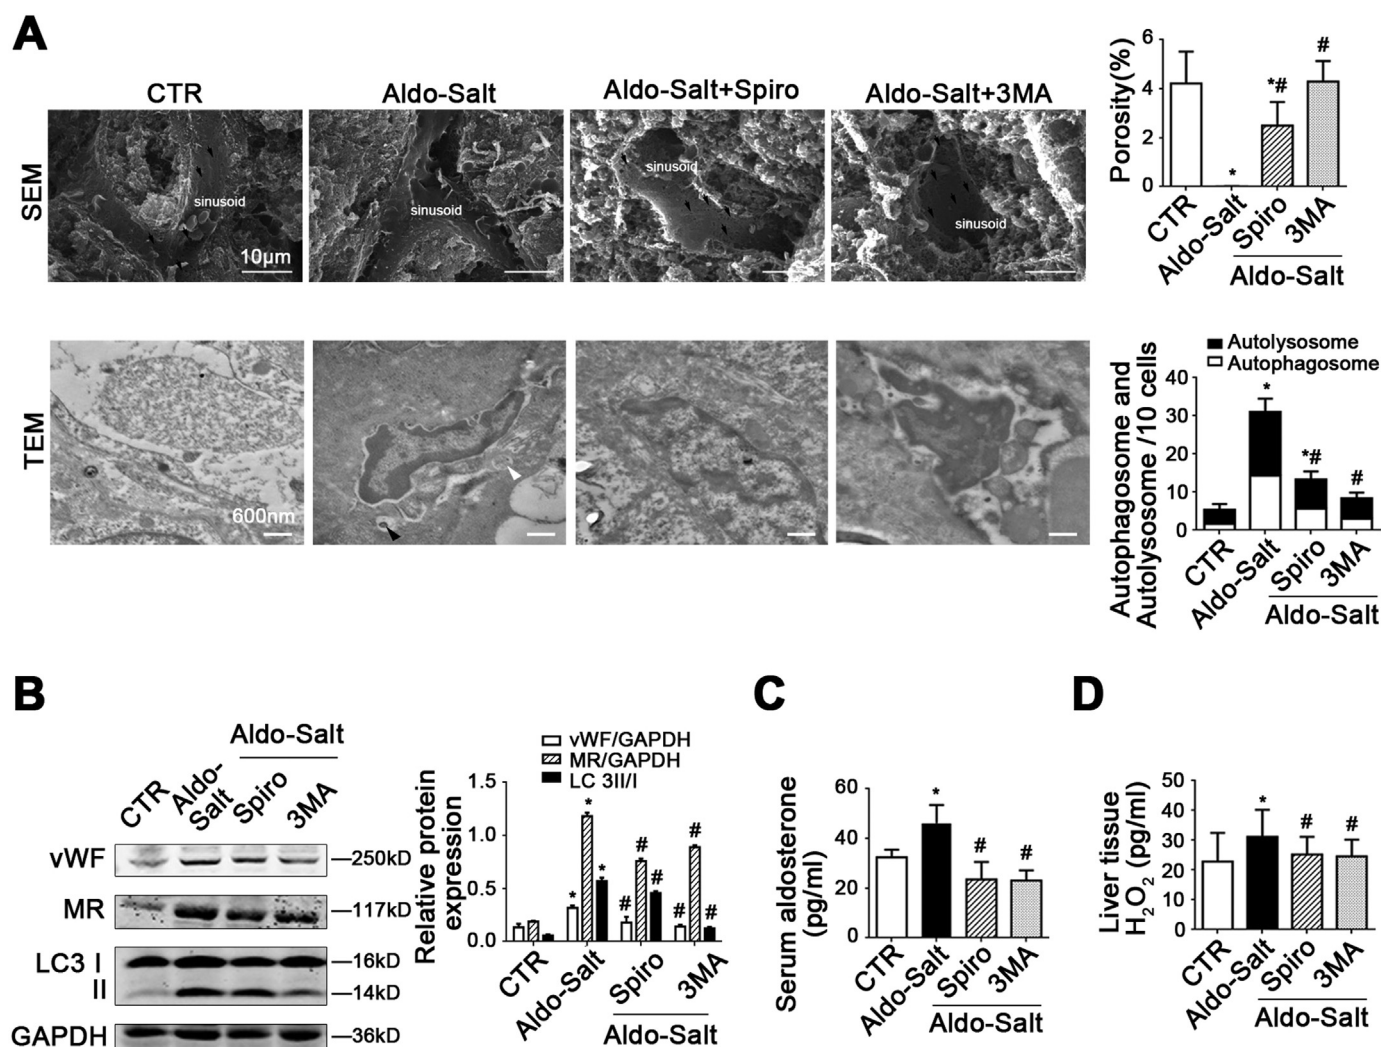 A
CTR
Aldo-Salt
Aldo-Salt+Spiro
Aldo-Salt+3MA
SEM
sinusoid
10μm
sinusoid
sinusoid
sinusoid
Porosity(%)
6
4
2
0
*
*#
#
CTR
Aldo-Salt
Spiro
3MA
Aldo-Salt
TEM
600nm
Autolysosome
Autophagosome
Autophagosome and
Autolysosome /10 cells
40
30
20
10
0
*
*#
#
CTR
Aldo-Salt
Spiro
3MA
Aldo-Salt
B
Aldo-Salt
CTR
Aldo-
Salt
Spiro
3MA
vWF
250kD
MR
117kD
LC3 I
16kD
II
14kD
GAPDH
36kD
vWF/GAPDH
MR/GAPDH
LC 3II/I
Relative protein
expression
1.5
1.0
0.5
0.0
*
*
*
#
#
#
#
#
#
CTR
Aldo-Salt
Spiro
3MA
Aldo-Salt
C
Serum aldosterone
(pg/ml)
60
40
20
0
*
#
#
CTR
Aldo-Salt
Spiro
3MA
Aldo-Salt
D
Liver tissue
H₂O₂ (pg/ml)
50
40
30
20
10
0
*
#
#
CTR
Aldo-Salt
Spiro
3MA
Aldo-Salt